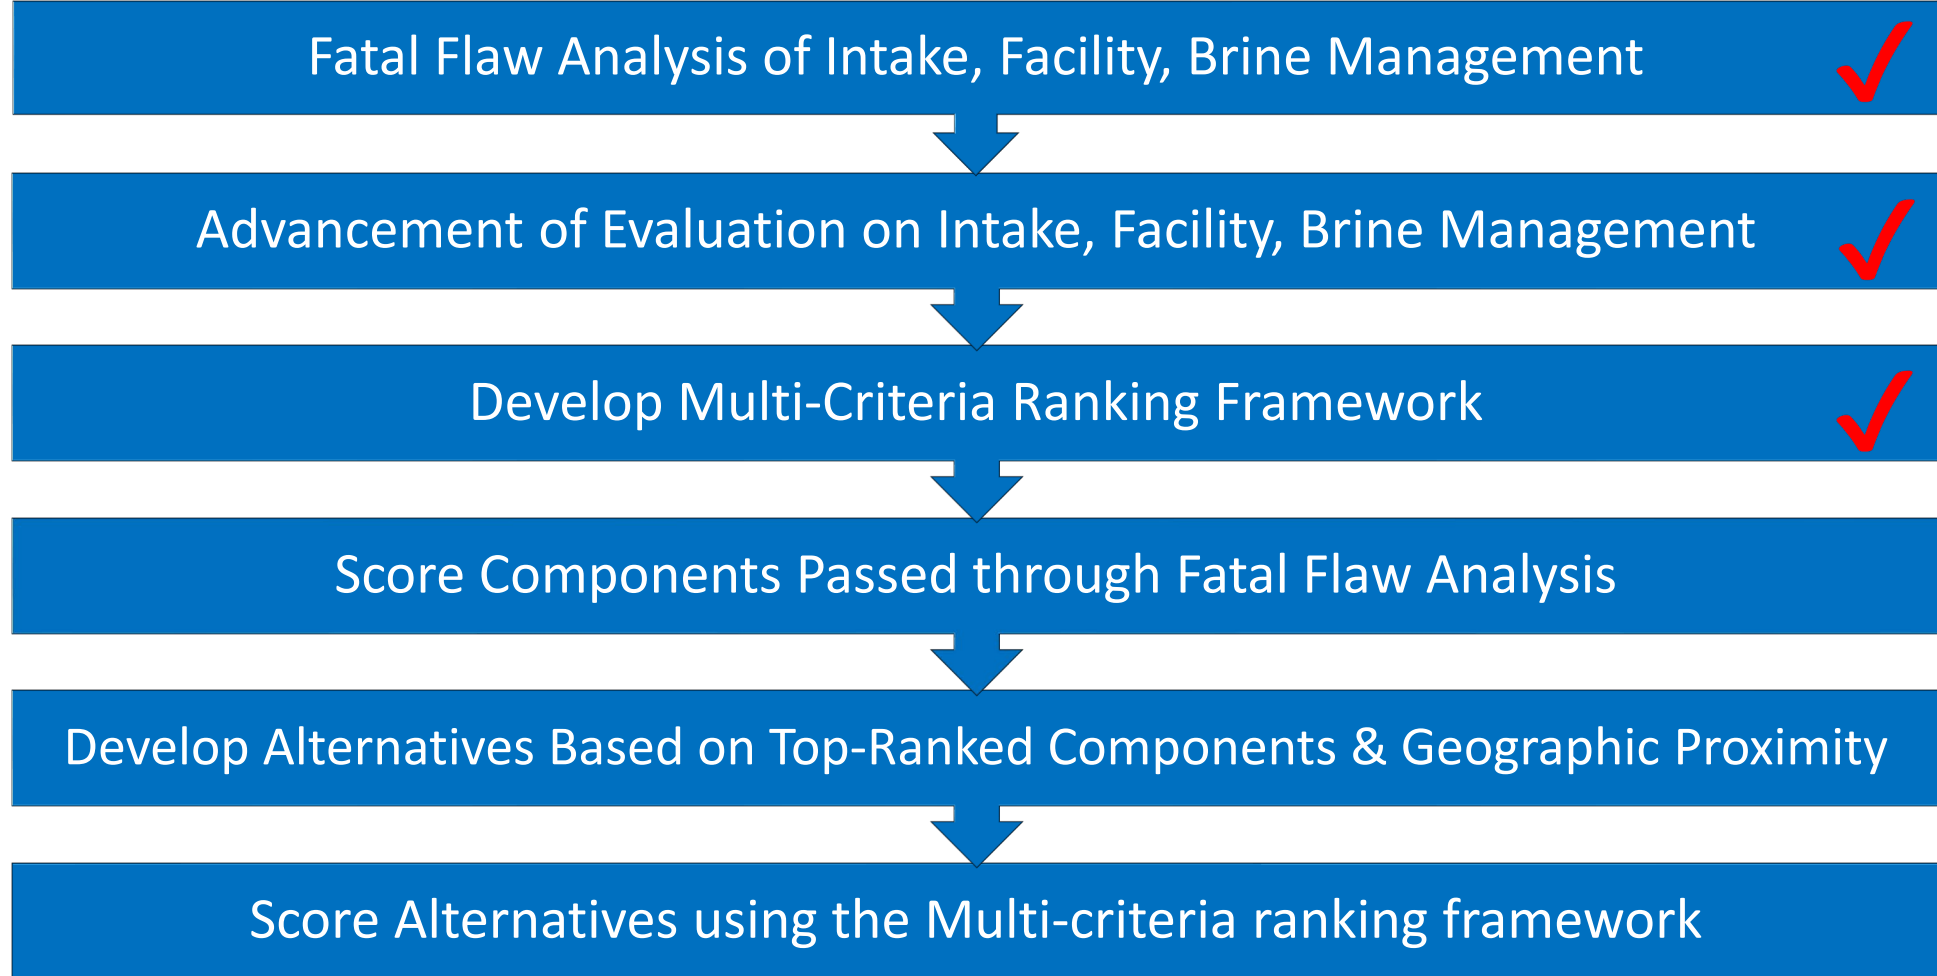 Fatal Flaw Analysis of Intake, Facility, Brine Management
Advancement of Evaluation on Intake, Facility, Brine Management
Develop Multi-Criteria Ranking Framework
Score Components Passed through Fatal Flaw Analysis
Develop Alternatives Based on Top-Ranked Components & Geographic Proximity
Score Alternatives using the Multi-criteria ranking framework